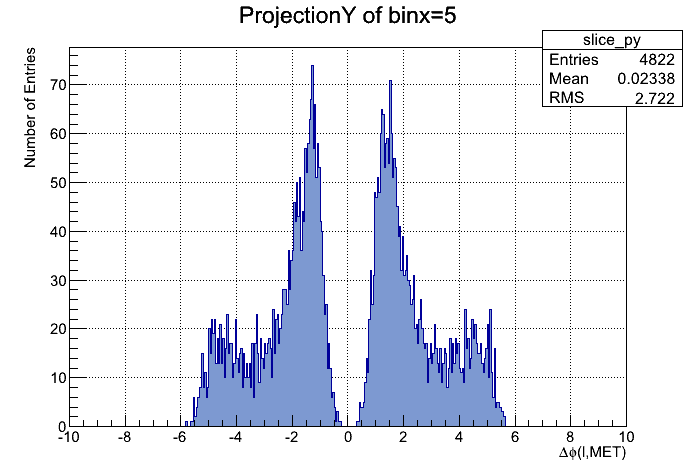 ProjectionY of binx=5
slice_py
Entries 4822
Mean 0.02338
RMS 2.722
Number of Entries
70
60
50
40
30
20
10
0
-10 -8 -6 -4 -2 0 2 4 6 8 10
Δϕ(l,MET)